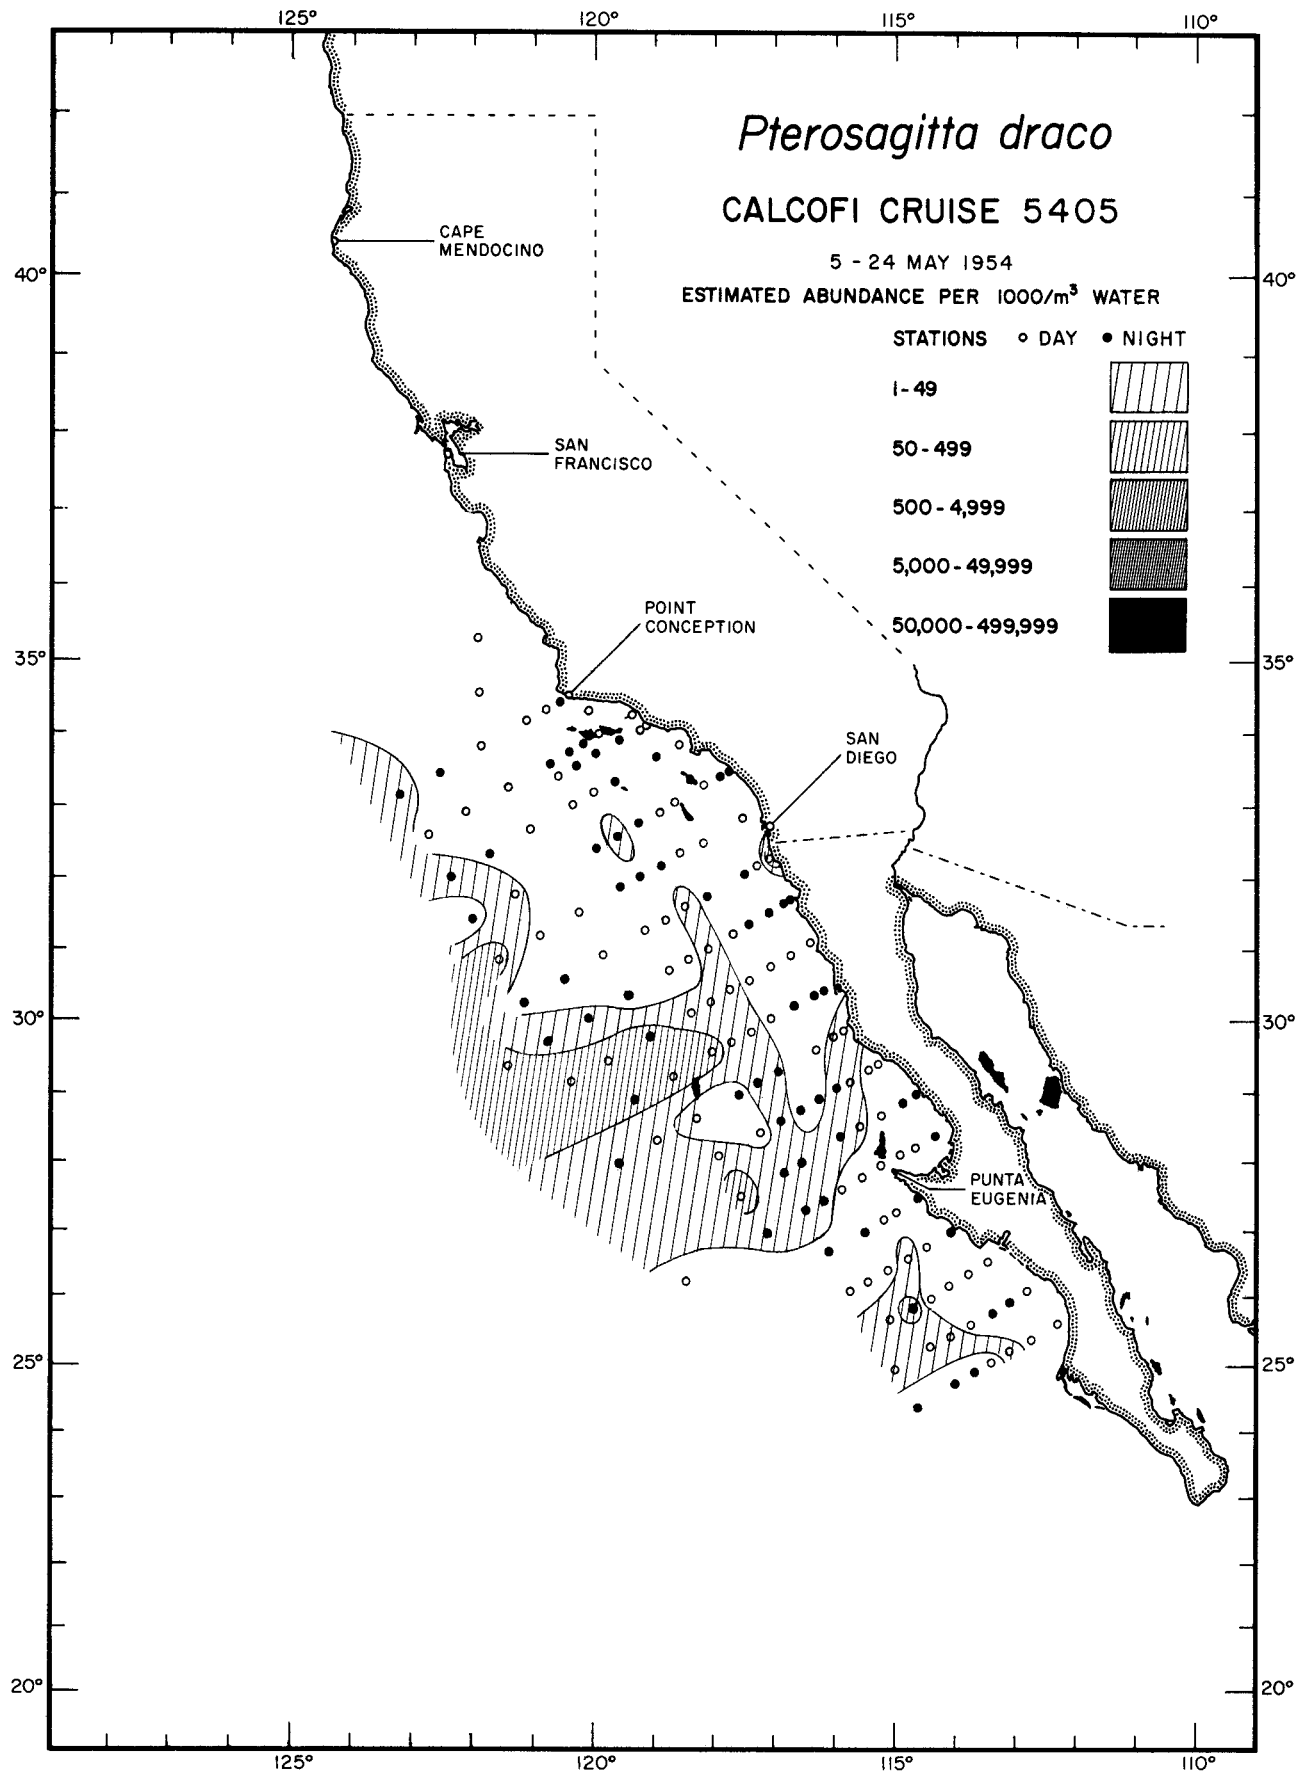 125° 120° 115° 110°
Pterosagitta draco
CALCOFI CRUISE 5405
5 - 24 MAY 1954
ESTIMATED ABUNDANCE PER 1000/m³ WATER
STATIONS DAY NIGHT
1-49
50-499
500-4,999
5,000-49,999
50,000-499,999
CAPE
MENDOCINO
40° 40°
SAN
FRANCISCO
POINT
CONCEPTION
35° 35°
SAN
DIEGO
30° 30°
PUNTA
EUGENIA
25° 25°
20° 20°
125° 120° 115° 110°